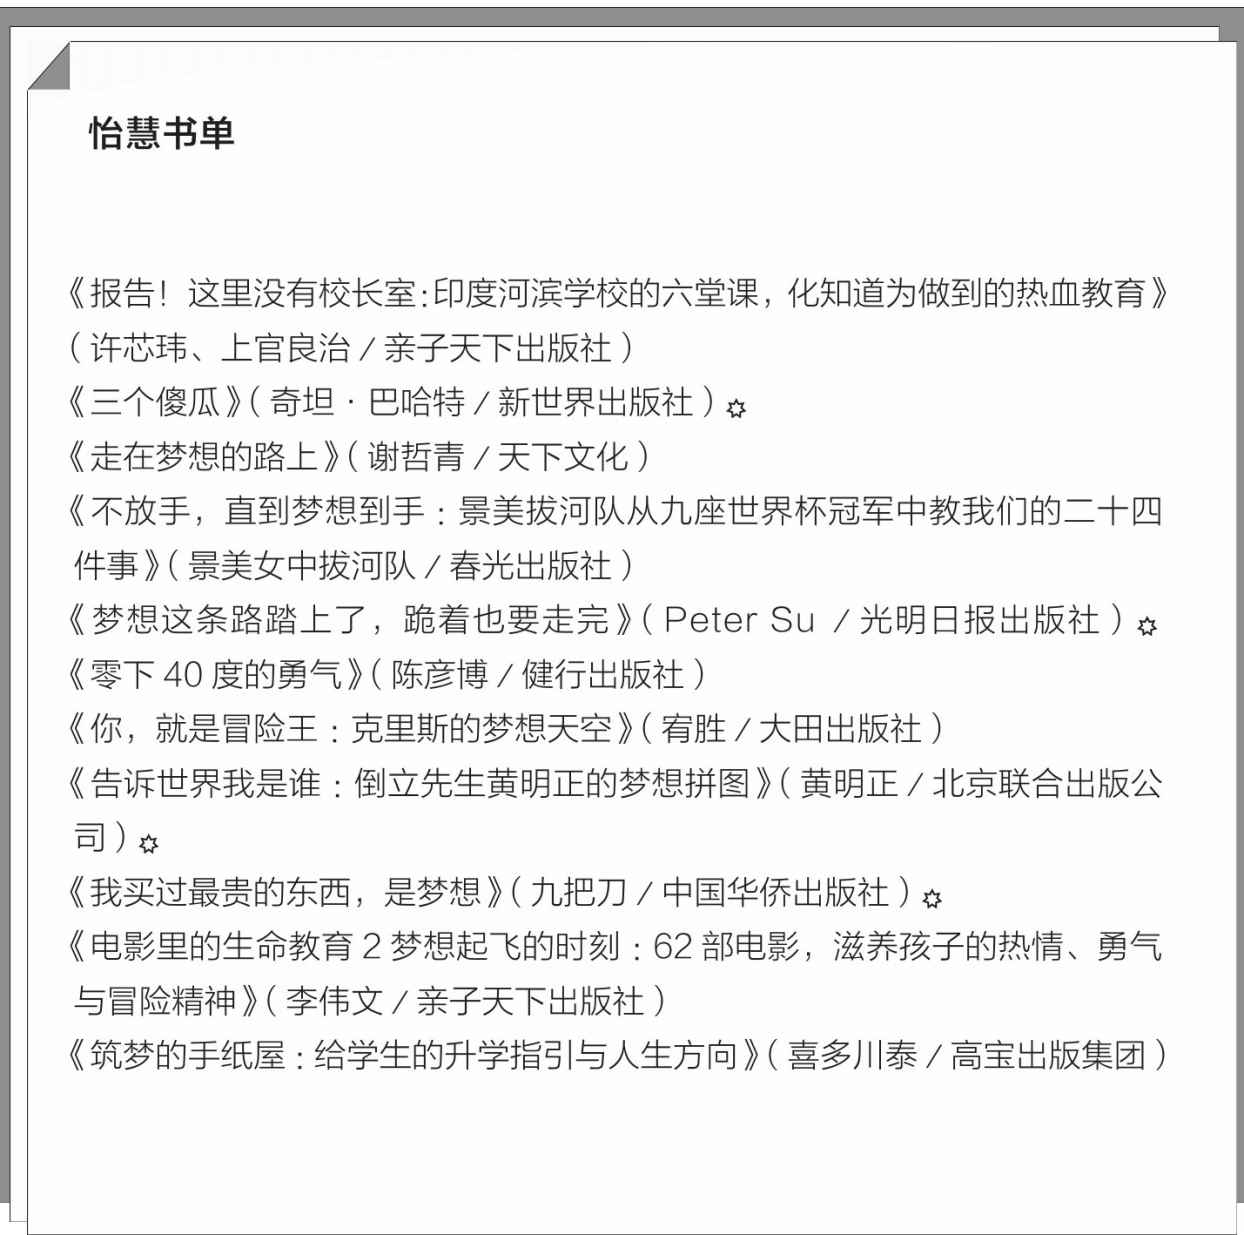 怡慧书单
《报告！这里没有校长室：印度河滨学校的六堂课，化知道为做到的热血教育》
（许芯玮、上官良治 / 亲子天下出版社）
《三个傻瓜》（奇坦 · 巴哈特 / 新世界出版社）✡
《走在梦想的路上》（谢哲青 / 天下文化）
《不放手，直到梦想到手：景美拔河队从九座世界杯冠军中教我们的二十四
件事》（景美女中拔河队 / 春光出版社）
《梦想这条路踏上了，跪着也要走完》（Peter Su / 光明日报出版社）✡
《零下 40 度的勇气》（陈彦博 / 健行出版社）
《你，就是冒险王：克里斯的梦想天空》（宥胜 / 大田出版社）
《告诉世界我是谁：倒立先生黄明正的梦想拼图》（黄明正 / 北京联合出版公
司）✡
《我买过最贵的东西，是梦想》（九把刀 / 中国华侨出版社）✡
《电影里的生命教育 2 梦想起飞的时刻：62 部电影，滋养孩子的热情、勇气
与冒险精神》（李伟文 / 亲子天下出版社）
《筑梦的手纸屋：给学生的升学指引与人生方向》（喜多川泰 / 高宝出版集团）